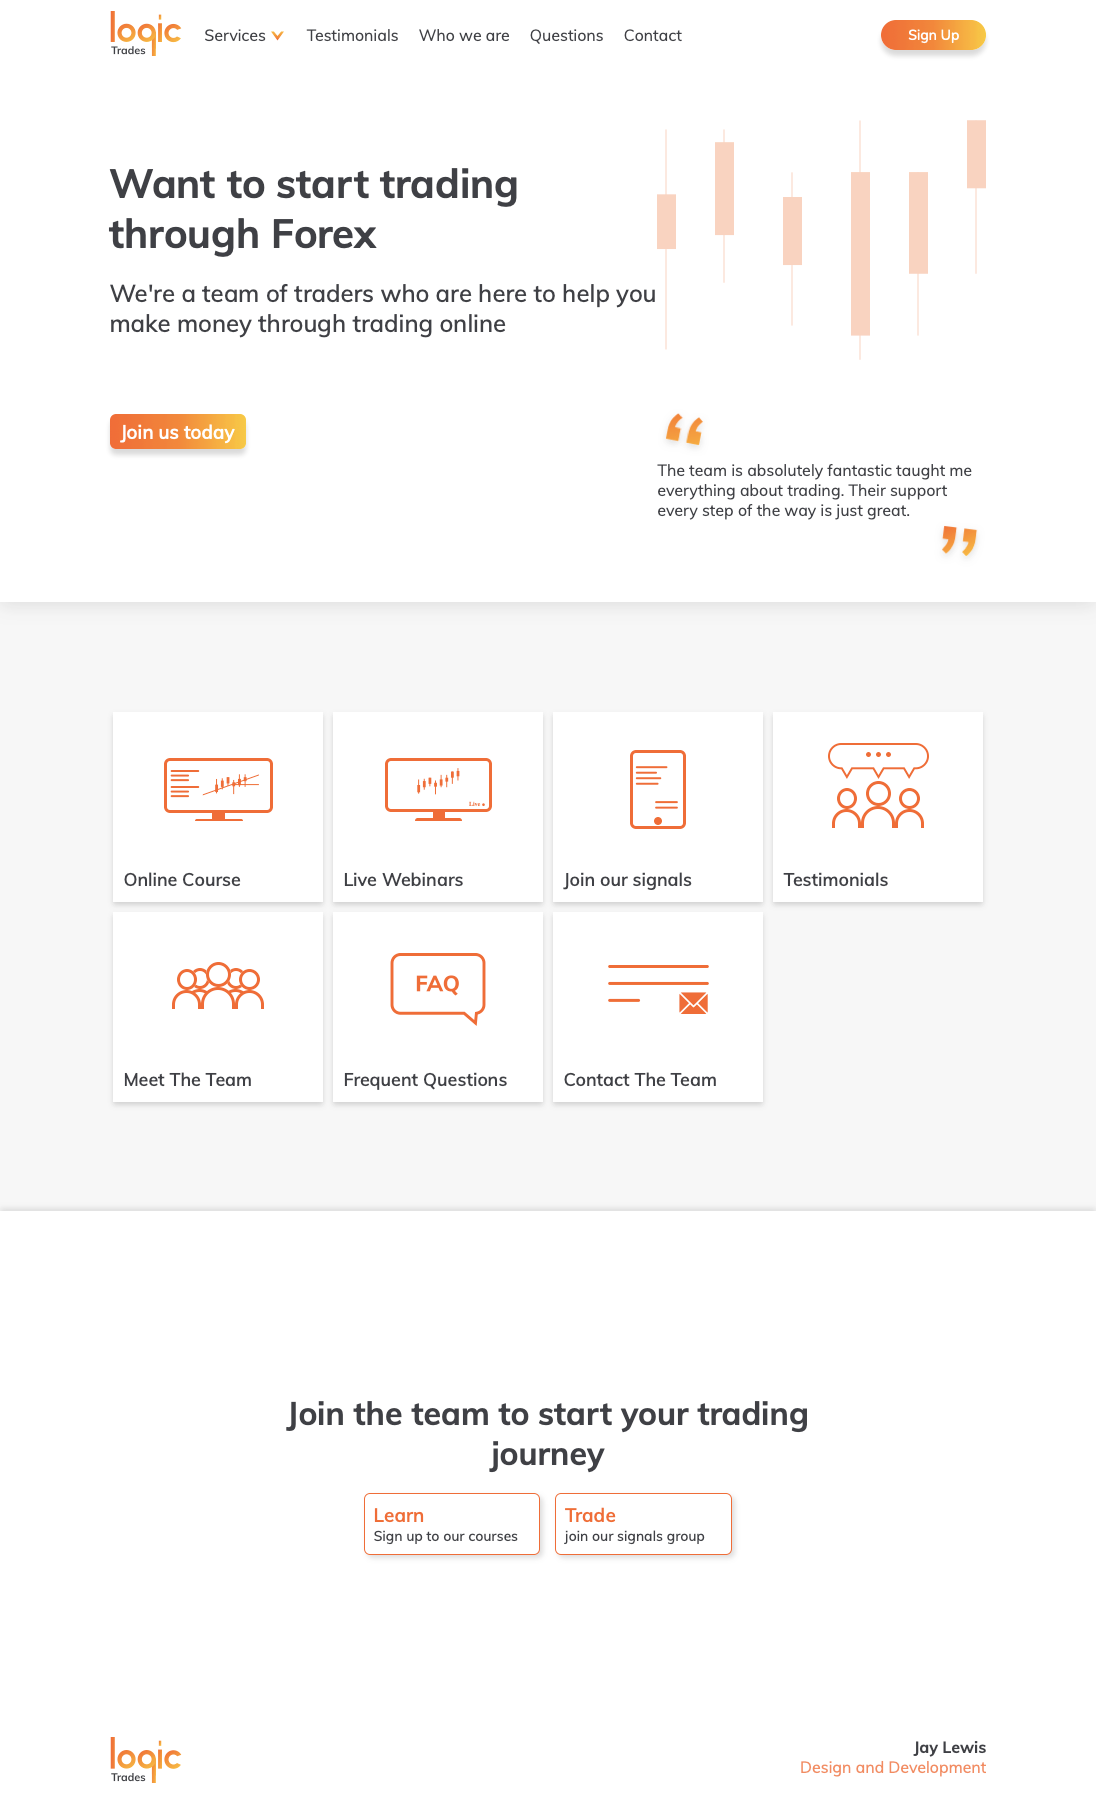 logic
Trades
Services
Testimonials
Who we are
Questions
Contact
Sign Up
Want to start trading
through Forex
We're a team of traders who are here to help you
make money through trading online
Join us today
“
The team is absolutely fantastic taught me
everything about trading. Their support
every step of the way is just great.
”
Live
Online Course
Live Webinars
Join our signals
Testimonials
FAQ
Meet The Team
Frequent Questions
Contact The Team
Join the team to start your trading
journey
Learn
Sign up to our courses
Trade
join our signals group
logic
Trades
Jay Lewis
Design and Development